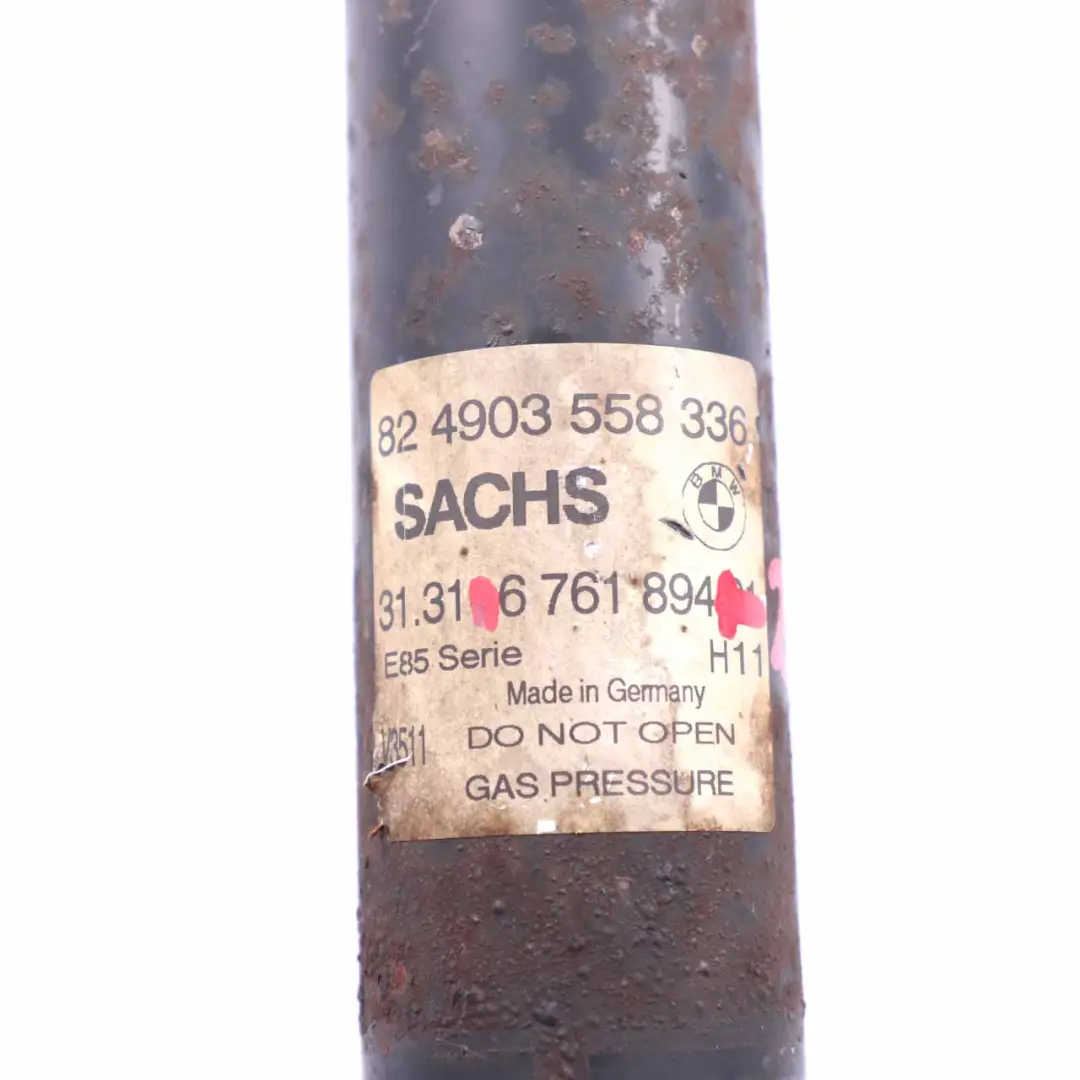 82 4903 558 336
SACHS
BMW
31.31 6 761 894
E85 Serie H11
Made in Germany
DO NOT OPEN
GAS PRESSURE